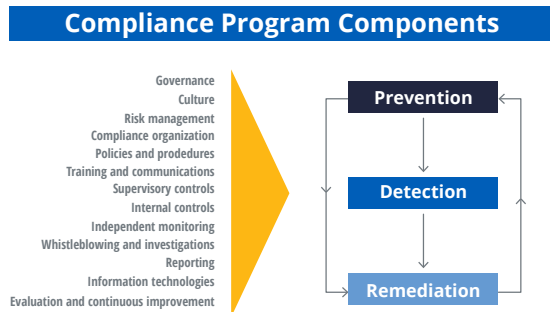 Compliance Program Components
Governance
Culture
Risk management
Compliance organization
Policies and prodedures
Training and communications
Supervisory controls
Internal controls
Independent monitoring
Whistleblowing and investigations
Reporting
Information technologies
Evaluation and continuous improvement
Prevention
Detection
Remediation